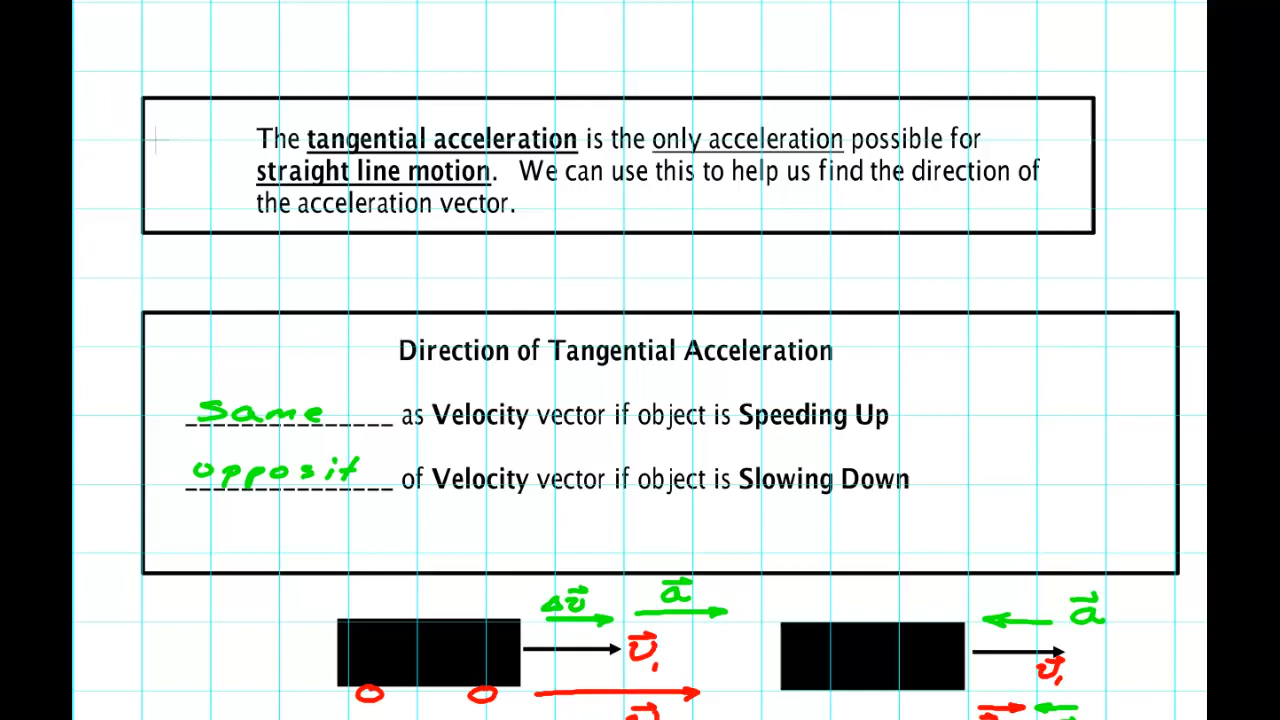 The tangential acceleration is the only acceleration possible for
straight line motion. We can use this to help us find the direction of
the acceleration vector.
Direction of Tangential Acceleration
same as Velocity vector if object is Speeding Up
opposit of Velocity vector if object is Slowing Down
Δv⃗ a⃗ a⃗
v⃗₁ v⃗₁